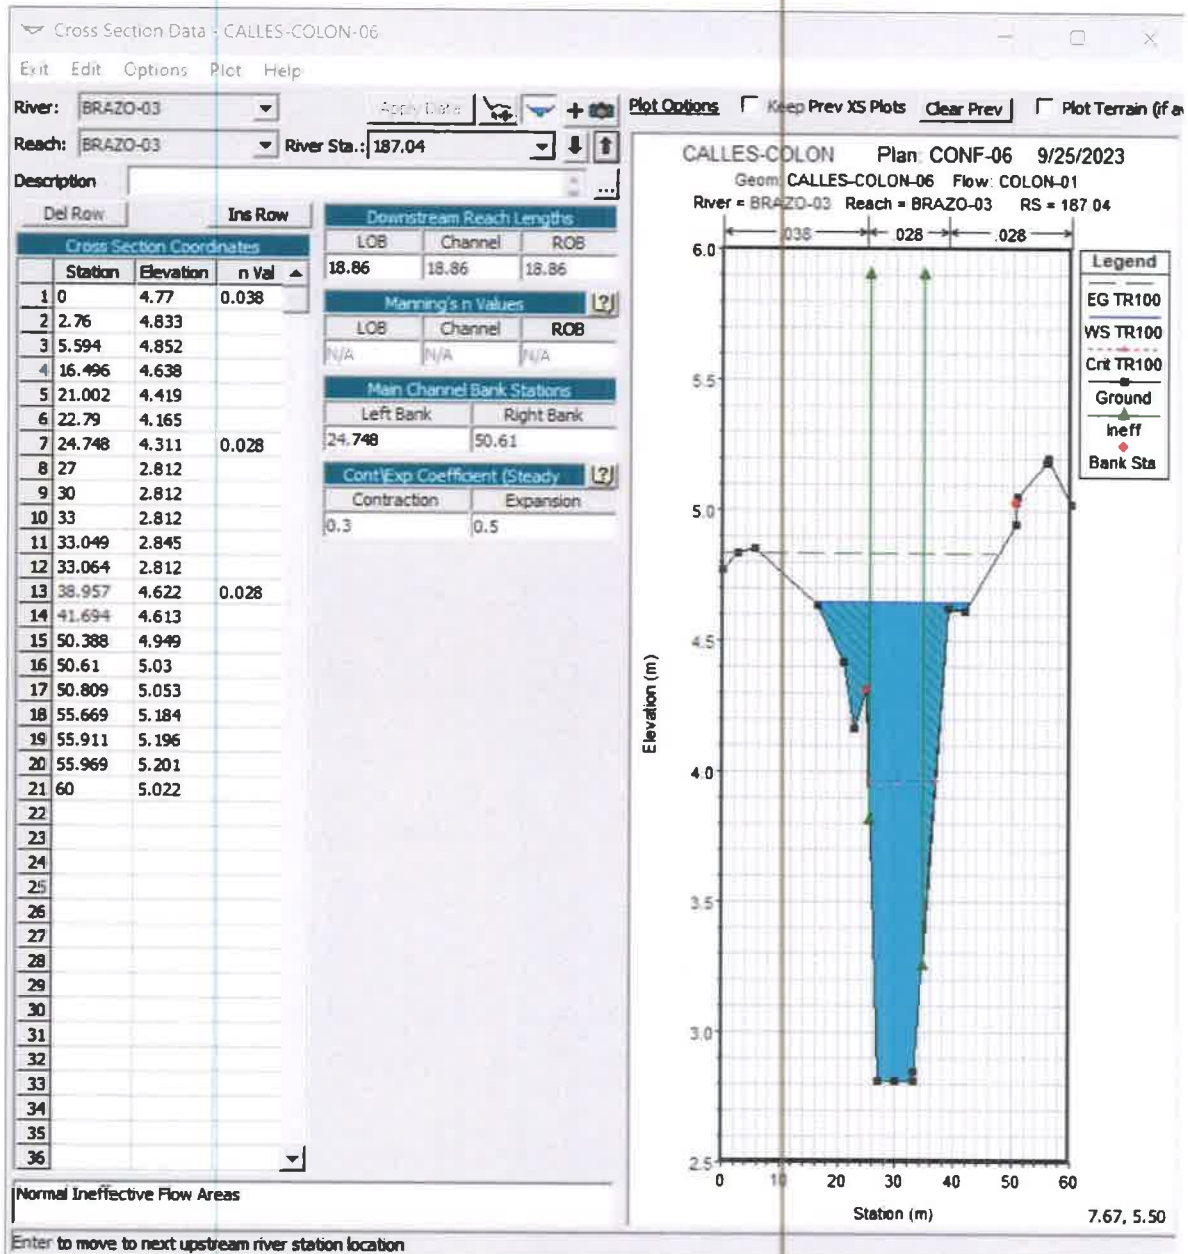 Cross Section Data - CALLES-COLON-06
Exit Edit Options Plot Help
River: BRAZO-03 Apply Data
Reach: BRAZO-03 River Sta.: 187.04
Description ...
Del Row Ins Row
Cross Section Coordinates
Station Elevation n Val
1 0 4.77 0.038
2 2.76 4.833
3 5.594 4.852
4 16.496 4.638
5 21.002 4.419
6 22.79 4.165
7 24.748 4.311 0.028
8 27 2.812
9 30 2.812
10 33 2.812
11 33.049 2.845
12 33.064 2.812
13 38.957 4.622 0.028
14 41.694 4.613
15 50.388 4.949
16 50.61 5.03
17 50.809 5.053
18 55.669 5.184
19 55.911 5.196
20 55.969 5.201
21 60 5.022
22
23
24
25
26
27
28
29
30
31
32
33
34
35
36
Downstream Reach Lengths
LOB Channel ROB
18.86 18.86 18.86
Manning's n Values ?
LOB Channel ROB
N/A N/A N/A
Main Channel Bank Stations
Left Bank Right Bank
24.748 50.61
Cont\Exp Coefficient (Steady ?
Contraction Expansion
0.3 0.5
Plot Options Keep Prev XS Plots Clear Prev Plot Terrain (if av
CALLES-COLON Plan: CONF-06 9/25/2023
Geom: CALLES-COLON-06 Flow: COLON-01
River = BRAZO-03 Reach = BRAZO-03 RS = 187.04
.038 .028 .028
6.0
5.5
5.0
4.5
4.0
3.5
3.0
2.5
Elevation (m)
0 10 20 30 40 50 60
Station (m)
Legend
EG TR100
WS TR100
Crit TR100
Ground
Ineff
Bank Sta
7.67, 5.50
Normal Ineffective Flow Areas
Enter to move to next upstream river station location